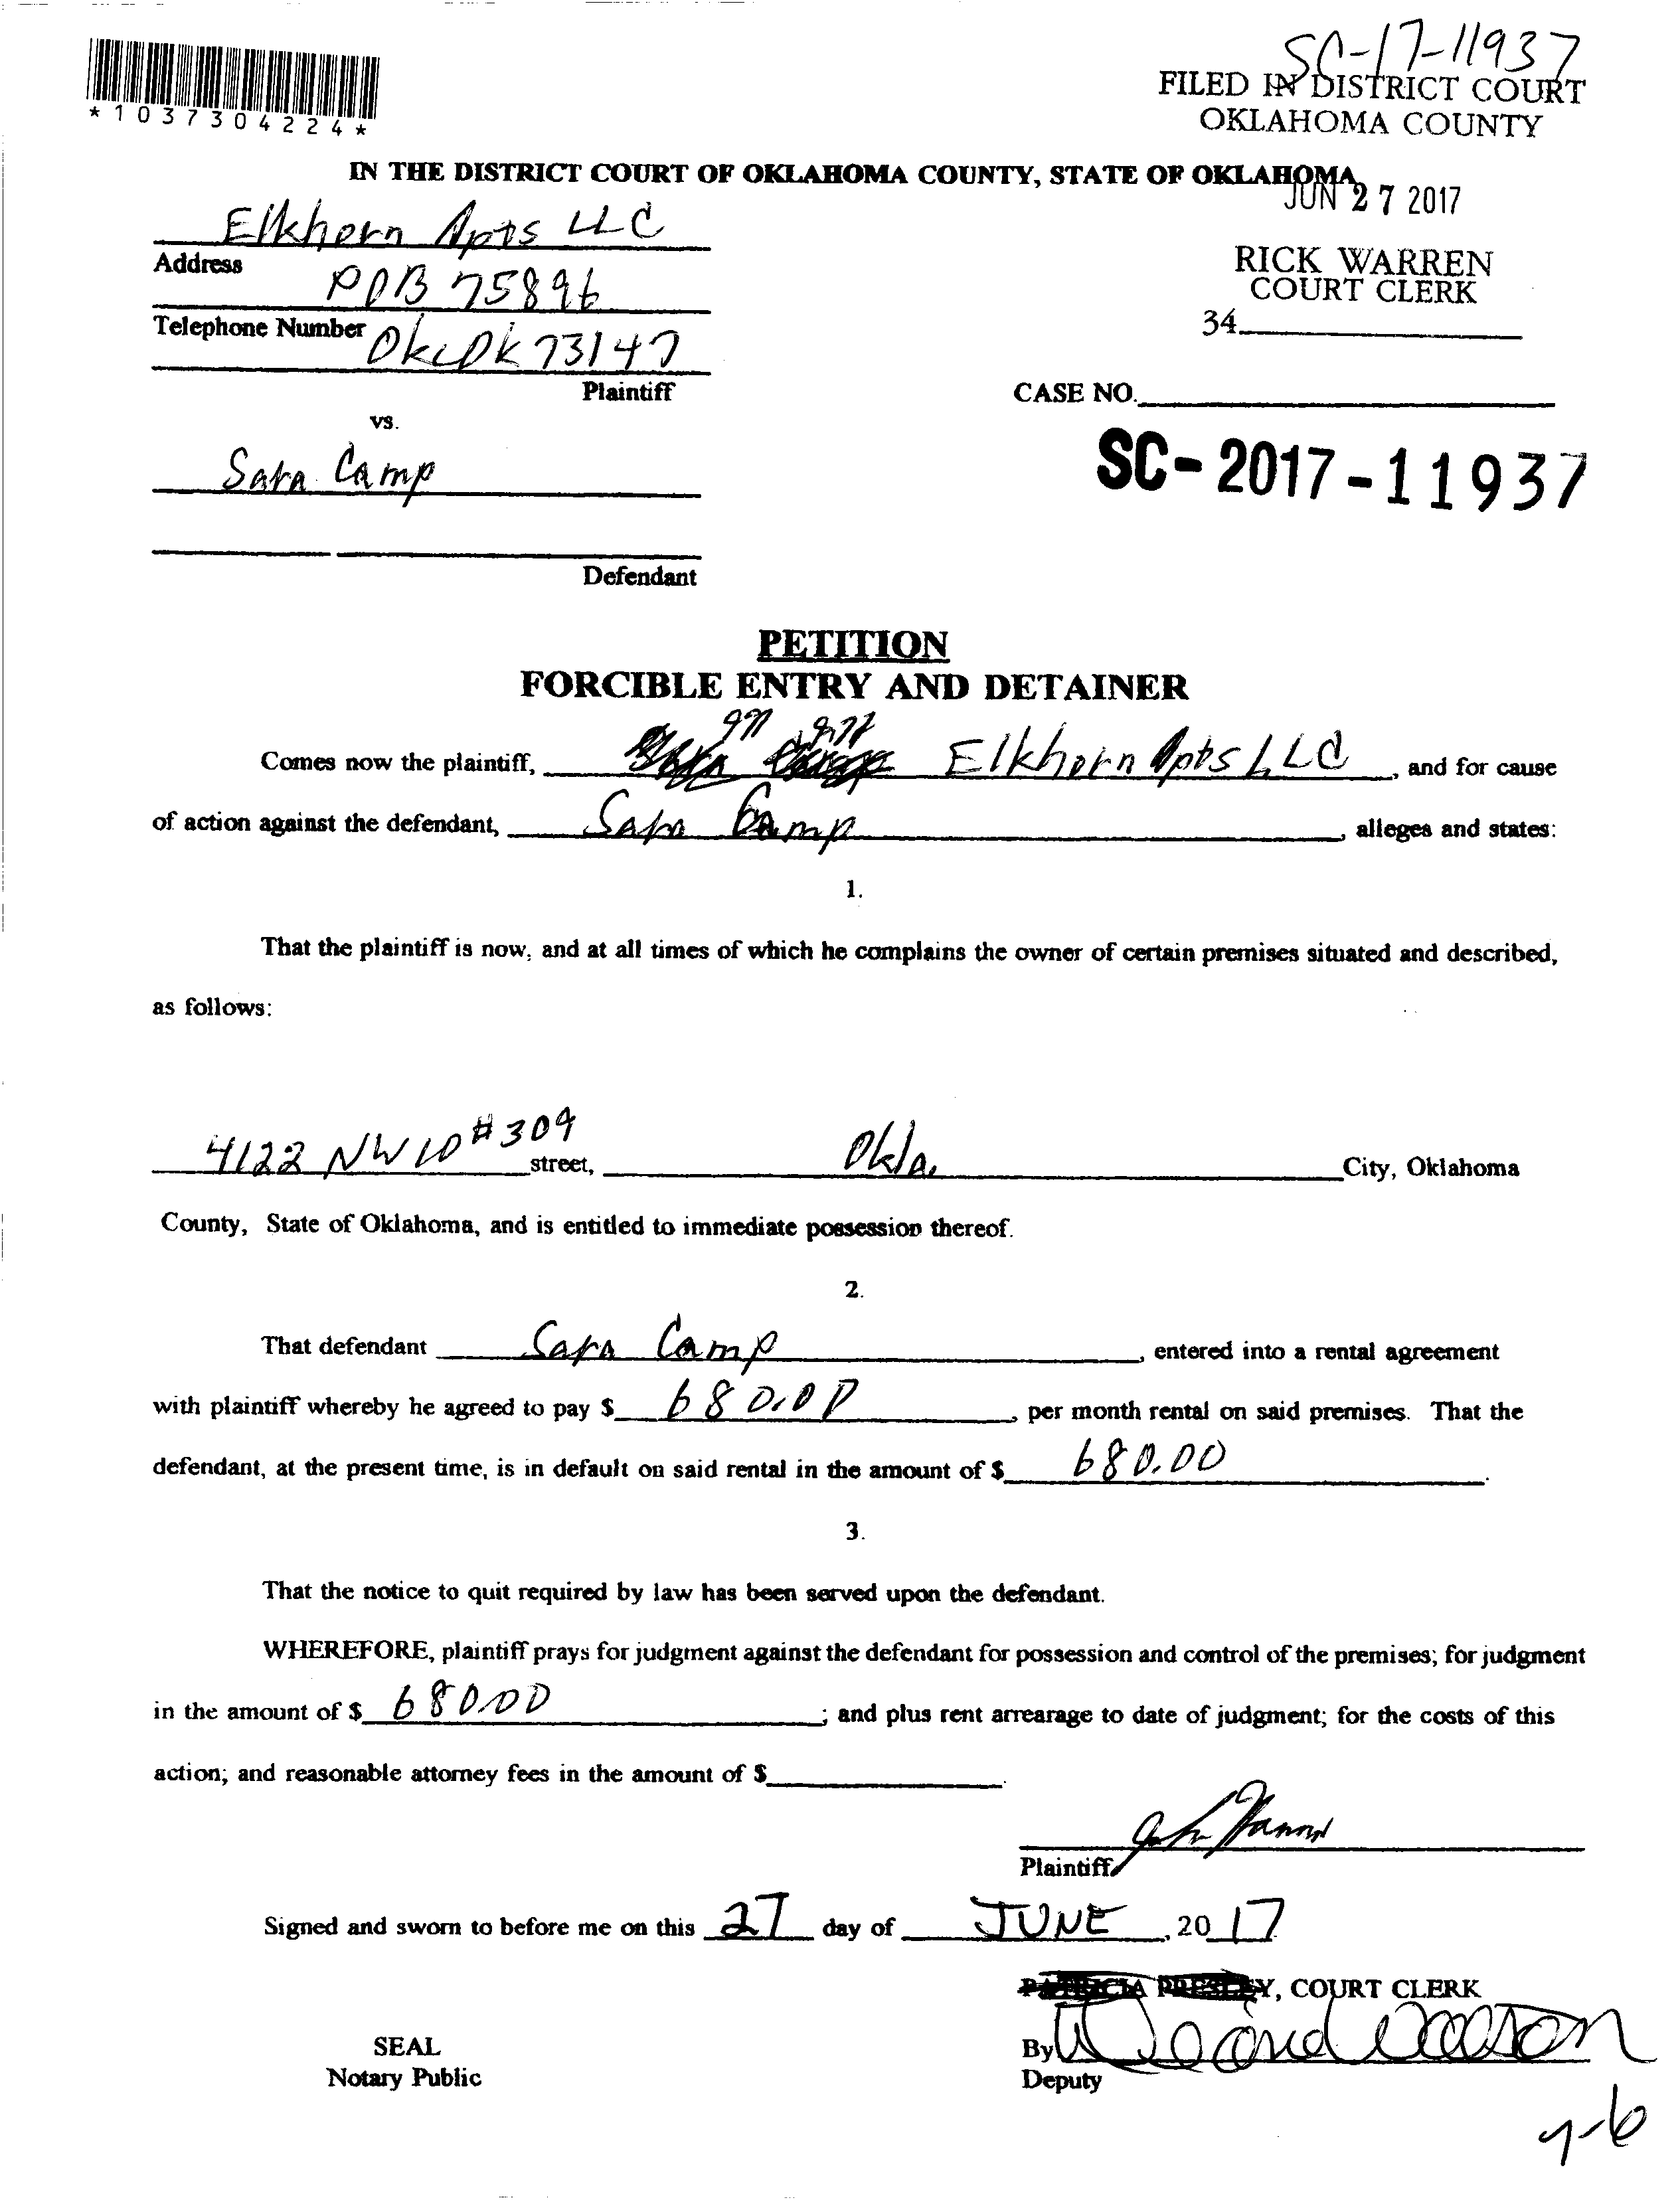 *1037304224*
SC-17-11937
FILED IN DISTRICT COURT
OKLAHOMA COUNTY
IN THE DISTRICT COURT OF OKLAHOMA COUNTY, STATE OF OKLAHOMA
JUN 27 2017
Elkhorn Apts LLC
RICK WARREN
COURT CLERK
Address
POB 75896
34
Telephone Number
OKC OK 73147
Plaintiff
CASE NO.
vs.
SC-2017-11937
Sara Camp
Defendant
PETITION
FORCIBLE ENTRY AND DETAINER
Comes now the plaintiff, Elkhorn Apts LLC, and for cause
of action against the defendant, Sara Camp, alleges and states:
1.
That the plaintiff is now, and at all times of which he complains the owner of certain premises situated and described,
as follows:
4122 NW 10 #309 street, Okla. City, Oklahoma
County, State of Oklahoma, and is entitled to immediate possession thereof.
2.
That defendant Sara Camp, entered into a rental agreement
with plaintiff whereby he agreed to pay $ 680.00, per month rental on said premises. That the
defendant, at the present time, is in default on said rental in the amount of $ 680.00.
3.
That the notice to quit required by law has been served upon the defendant.
WHEREFORE, plaintiff prays for judgment against the defendant for possession and control of the premises; for judgment
in the amount of $ 680.00; and plus rent arrearage to date of judgment; for the costs of this
action; and reasonable attorney fees in the amount of $.
Plaintiff
Signed and sworn to before me on this 27 day of JUNE, 20 17
PATRICIA PRESLEY, COURT CLERK
SEAL
By
Notary Public
Deputy
7-6